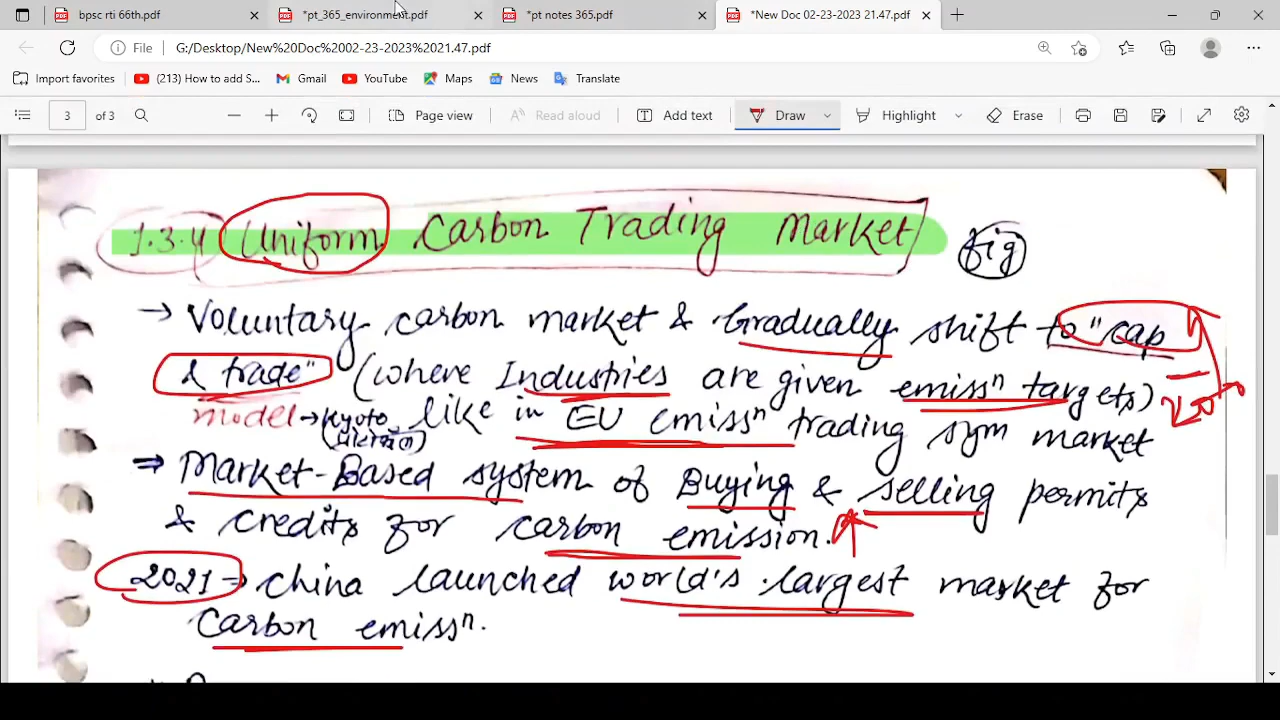 bpsc rti 66th.pdf
*pt_365_environment.pdf
*pt notes 365.pdf
*New Doc 02-23-2023 21.47.pdf
File
G:/Desktop/New%20Doc%2002-23-2023%2021.47.pdf
Import favorites
(213) How to add S...
Gmail
YouTube
Maps
News
Translate
3
of 3
Page view
Read aloud
Add text
Draw
Highlight
Erase
1.3.4 Uniform Carbon Trading Market fig
→ Voluntary carbon market & Gradually shift to "cap
& trade" (where Industries are given emissⁿ targets)
model → Kyoto like in EU emissⁿ trading sym market
⇒ Market-Based system of Buying & selling permits
& credits for carbon emission.
2021 → China launched world's largest market for
Carbon emissⁿ.